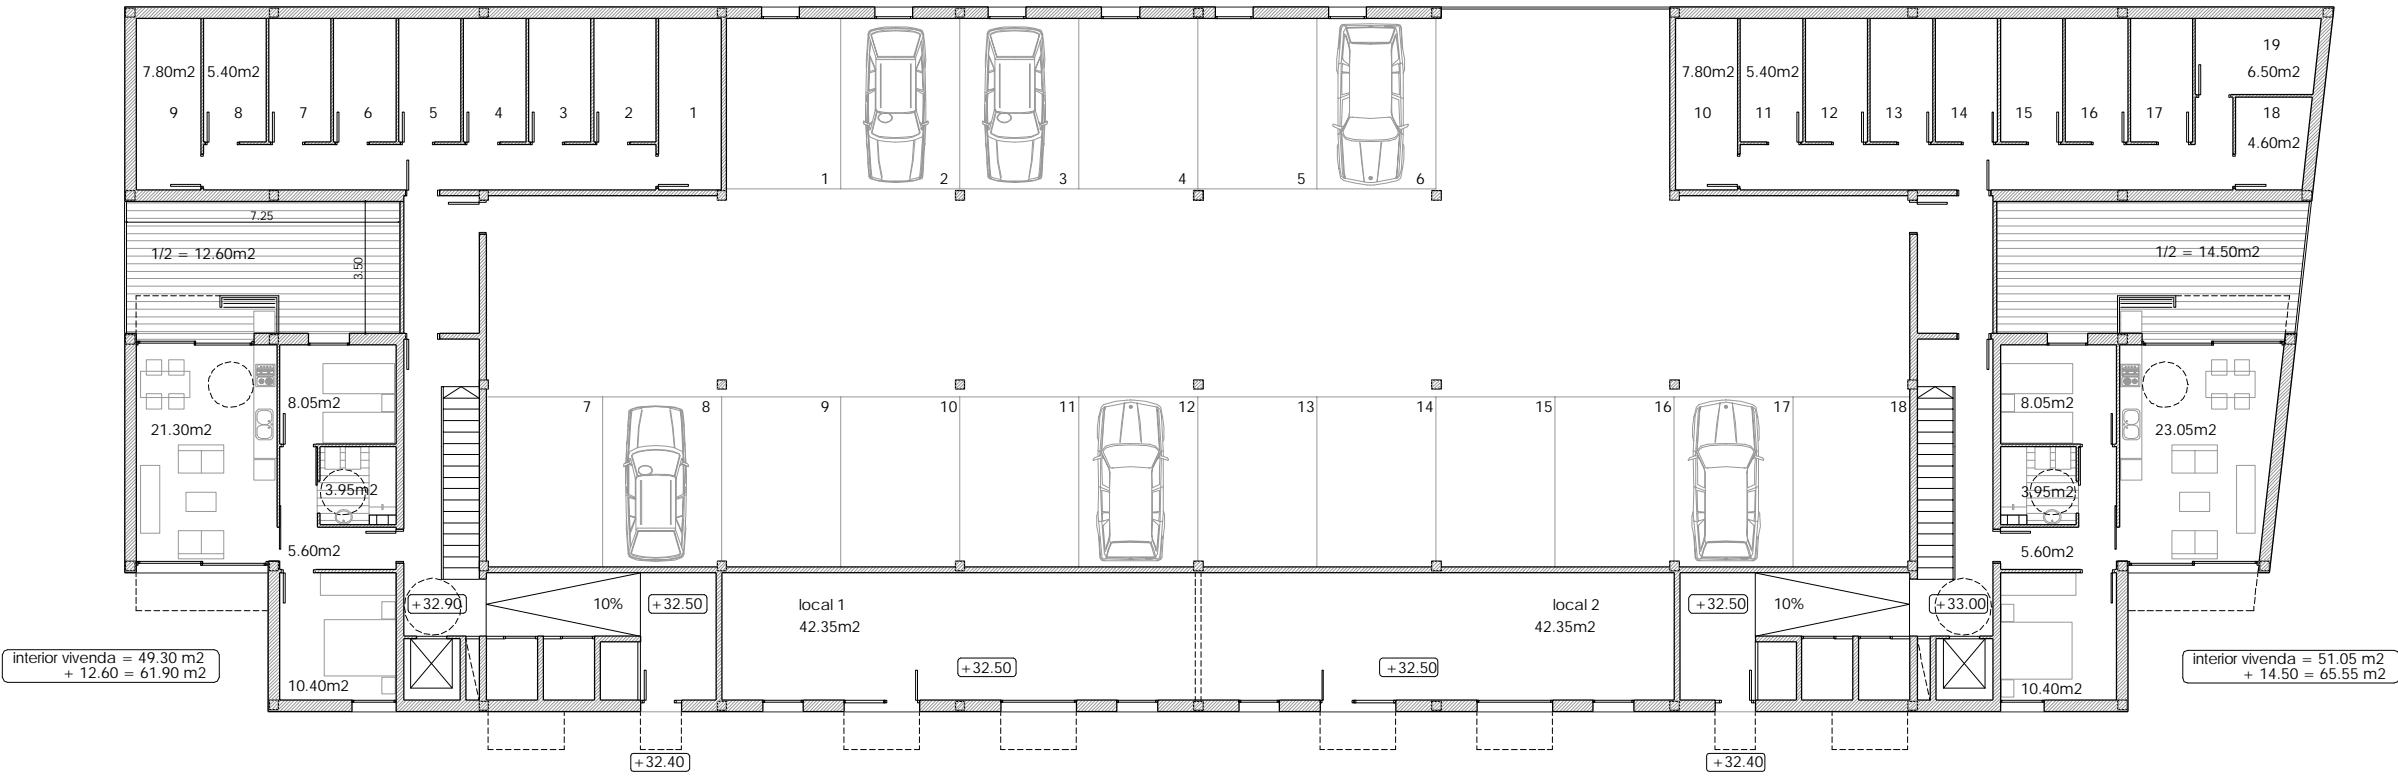 7.80m2
5.40m2
9
8
7
6
5
4
3
2
1
1
2
3
4
5
6
7.80m2
5.40m2
10
11
12
13
14
15
16
17
19
6.50m2
18
4.60m2
7.25
1/2 = 12.60m2
3.50
1/2 = 14.50m2
8.05m2
21.30m2
3.95m2
5.60m2
10.40m2
7
8
9
10
11
12
13
14
15
16
17
18
8.05m2
23.05m2
3.95m2
5.60m2
10.40m2
+32.90
10%
+32.50
local 1
42.35m2
+32.50
local 2
42.35m2
+32.50
+32.50
10%
+33.00
interior vivenda = 49.30 m2
+ 12.60 = 61.90 m2
interior vivenda = 51.05 m2
+ 14.50 = 65.55 m2
+32.40
+32.40